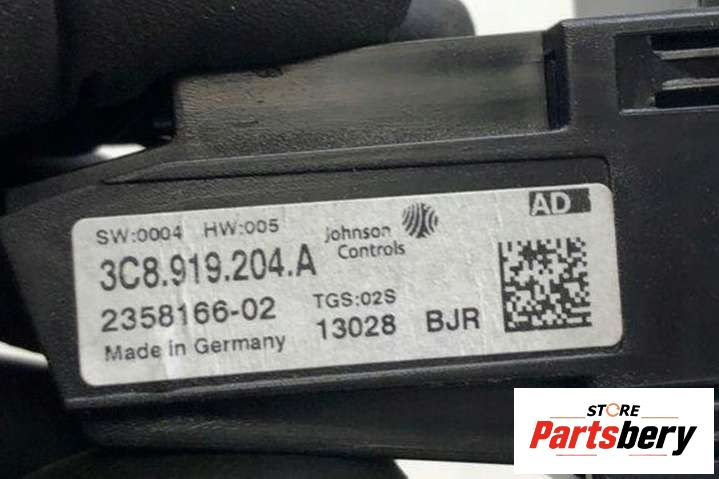 AD
SW:0004 HW:005
Johnson
Controls
3C8.919.204.A
2358166-02
TGS:02S
13028 BJR
Made in Germany
STORE
Partsbery